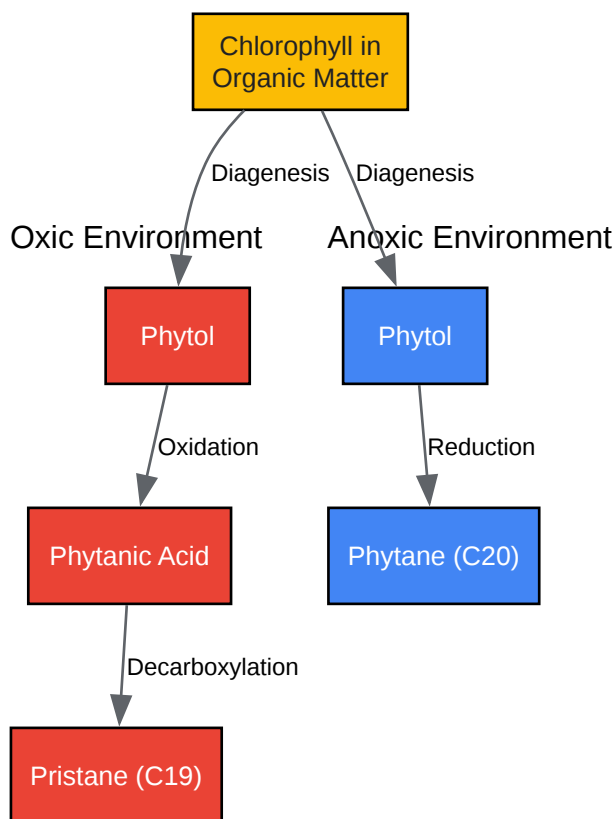 Chlorophyll in
Organic Matter
Diagenesis
Diagenesis
Oxic Environment
Anoxic Environment
Phytol
Phytol
Oxidation
Reduction
Phytanic Acid
Phytane (C20)
Decarboxylation
Pristane (C19)